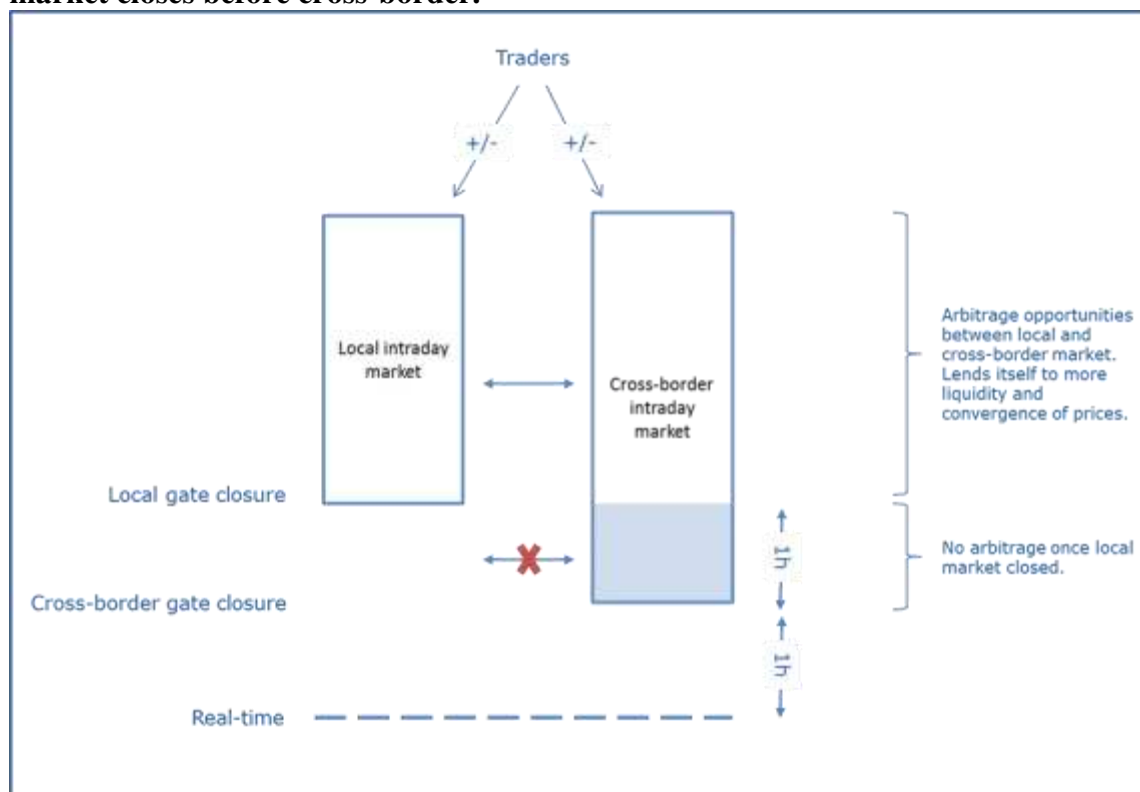 market closes before cross-border.
Traders
+/-
+/-
Local intraday
market
Cross-border
intraday
market
Arbitrage opportunities
between local and
cross-border market.
Lends itself to more
liquidity and
convergence of prices.
Local gate closure
1h
No arbitrage once local
market closed.
Cross-border gate closure
1h
Real-time